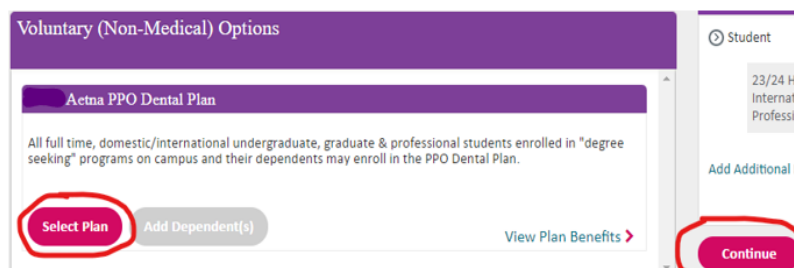 Voluntary (Non-Medical) Options
Aetna PPO Dental Plan
All full time, domestic/international undergraduate, graduate & professional students enrolled in "degree
seeking" programs on campus and their dependents may enroll in the PPO Dental Plan.
Select Plan
Add Dependent(s)
View Plan Benefits
Student
23/24 H
Internat
Professi
Add Additional
Continue